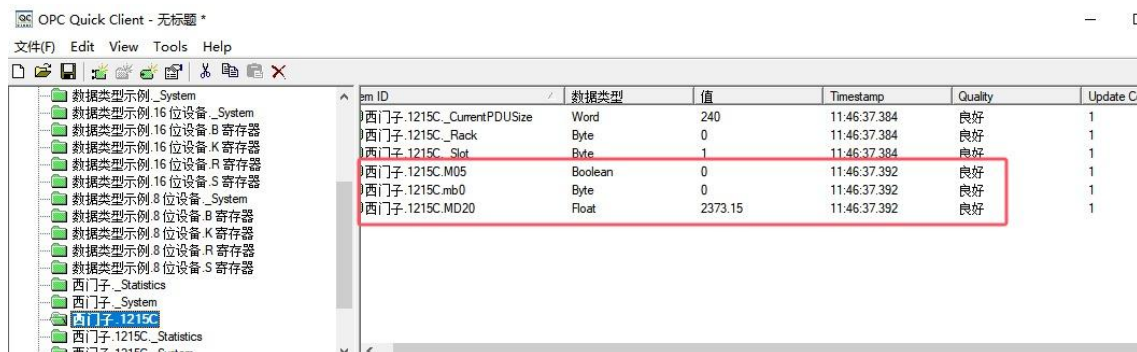 OPC Quick Client - 无标题 *
文件(F) Edit View Tools Help
数据类型示例._System
数据类型示例.16 位设备._System
数据类型示例.16 位设备.B 寄存器
数据类型示例.16 位设备.K 寄存器
数据类型示例.16 位设备.R 寄存器
数据类型示例.16 位设备.S 寄存器
数据类型示例.8 位设备._System
数据类型示例.8 位设备.B 寄存器
数据类型示例.8 位设备.K 寄存器
数据类型示例.8 位设备.R 寄存器
数据类型示例.8 位设备.S 寄存器
西门子._Statistics
西门子._System
西门子.1215C
西门子.1215C._Statistics
西门子.1215C._System
em ID 数据类型 值 Timestamp Quality Update C
西门子.1215C._CurrentPDUSize Word 240 11:46:37.384 良好 1
西门子.1215C._Rack Byte 0 11:46:37.384 良好 1
西门子.1215C._Slot Byte 1 11:46:37.384 良好 1
西门子.1215C.M05 Boolean 0 11:46:37.392 良好 1
西门子.1215C.mb0 Byte 0 11:46:37.392 良好 1
西门子.1215C.MD20 Float 2373.15 11:46:37.392 良好 1